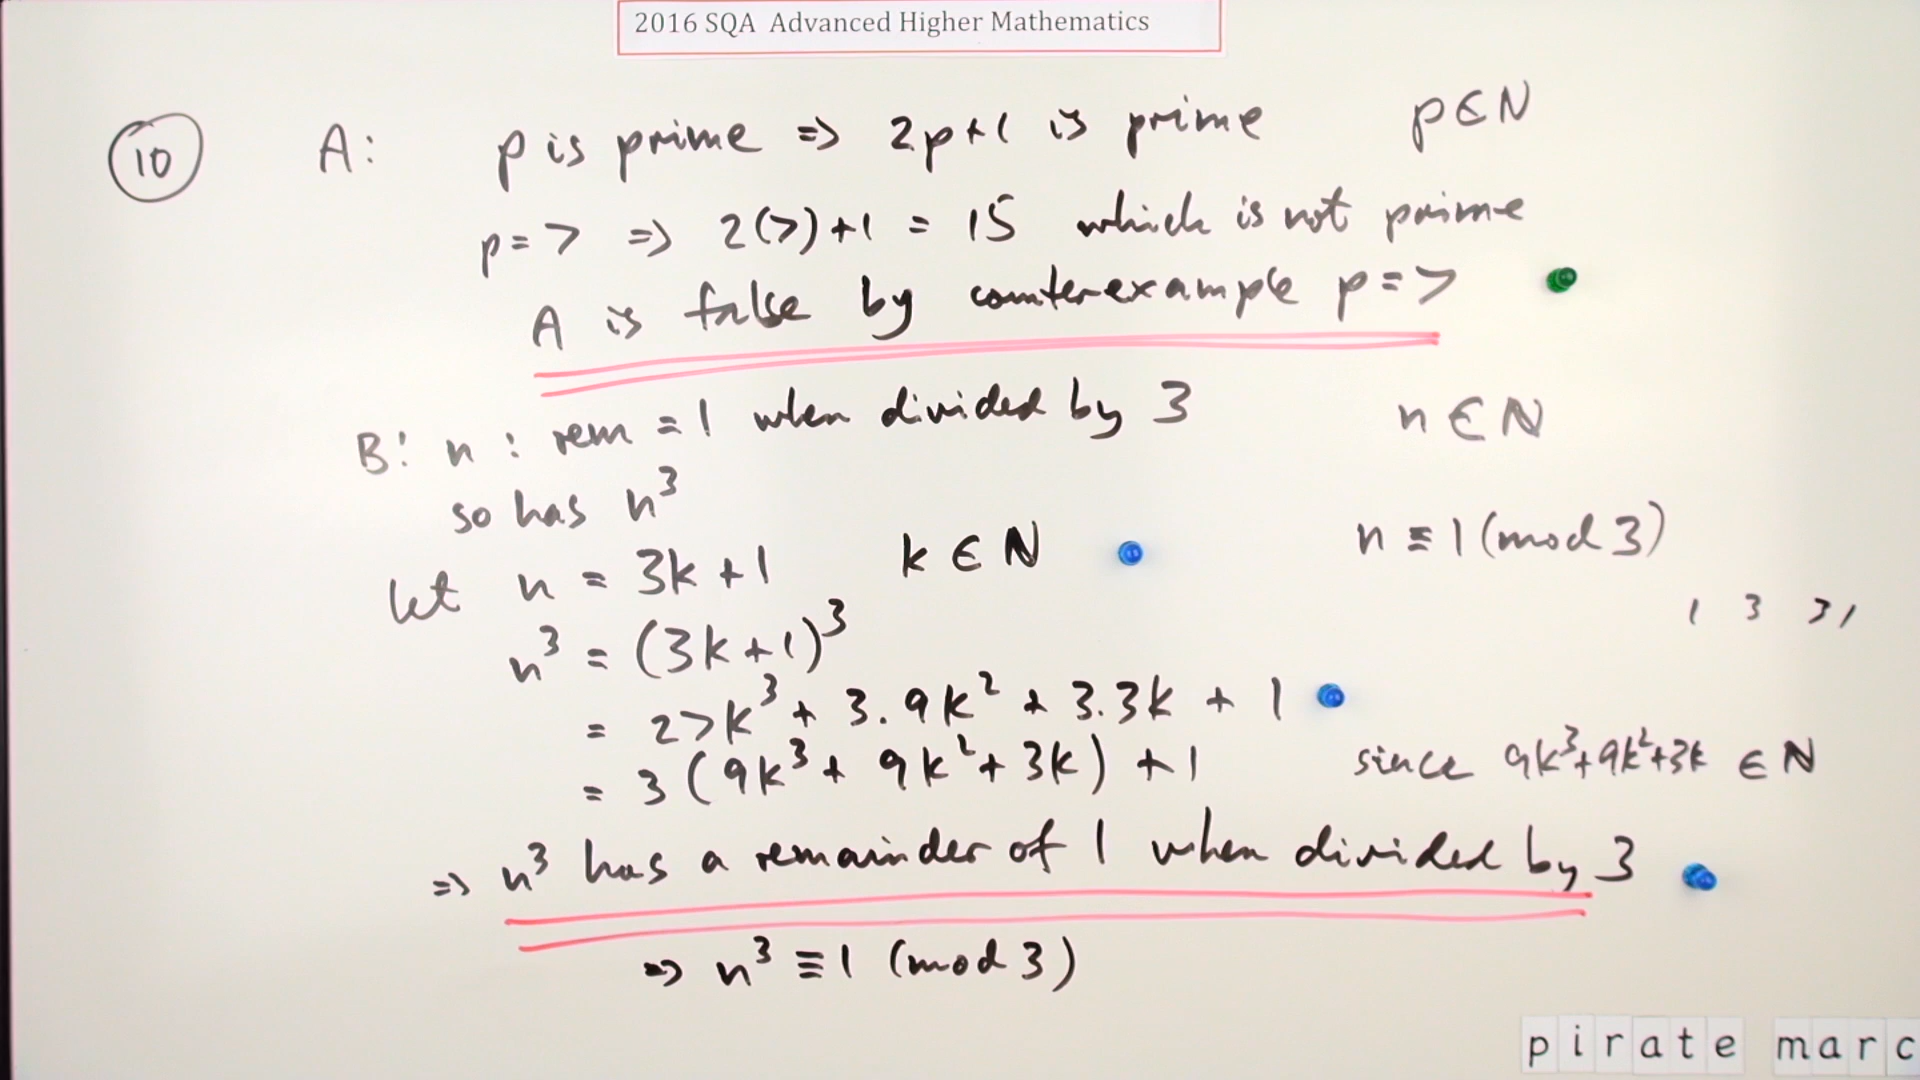 2016 SQA Advanced Higher Mathematics
10 A: p is prime ⇒ 2p+1 is prime p∈N
p=7 ⇒ 2(7)+1 = 15 which is not prime
A is false by counterexample p=7
B: n : rem = 1 when divided by 3 n∈N
so has n³
let n = 3k+1 k∈N n≡1(mod 3)
n³ = (3k+1)³ 1 3 3 1
= 27k³ + 3.9k² + 3.3k + 1
= 3(9k³ + 9k² + 3k) + 1 since 9k³+9k²+3k ∈N
⇒ n³ has a remainder of 1 when divided by 3
⇒ n³ ≡ 1 (mod 3)
pirate marc